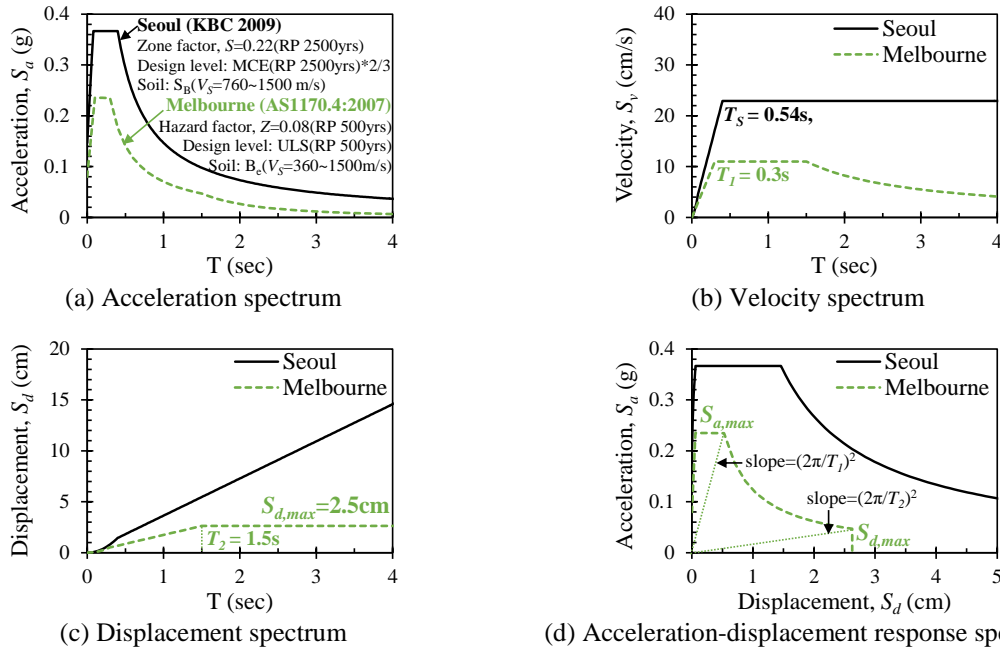 0.4
0.3
0.2
0.1
0
Acceleration, Sa (g)
Seoul (KBC 2009)
Zone factor, S=0.22(RP 2500yrs)
Design level: MCE(RP 2500yrs)*2/3
Soil: SB(VS=760~1500 m/s)
Melbourne (AS1170.4:2007)
Hazard factor, Z=0.08(RP 500yrs)
Design level: ULS(RP 500yrs)
Soil: Be(VS=360~1500m/s)
0 1 2 3 4
T (sec)
(a) Acceleration spectrum
50
40
30
20
10
0
Velocity, Sv (cm/s)
Seoul
Melbourne
TS = 0.54s,
T1 = 0.3s
0 1 2 3 4
T (sec)
(b) Velocity spectrum
20
15
10
5
0
Displacement, Sd (cm)
Seoul
Melbourne
Sd,max=2.5cm
T2 = 1.5s
0 1 2 3 4
T (sec)
(c) Displacement spectrum
0.4
0.3
0.2
0.1
0
Acceleration, Sa (g)
Seoul
Melbourne
Sa,max
slope=(2π/T1)2
slope=(2π/T2)2
Sd,max
0 1 2 3 4 5
Displacement, Sd (cm)
(d) Acceleration-displacement response spe